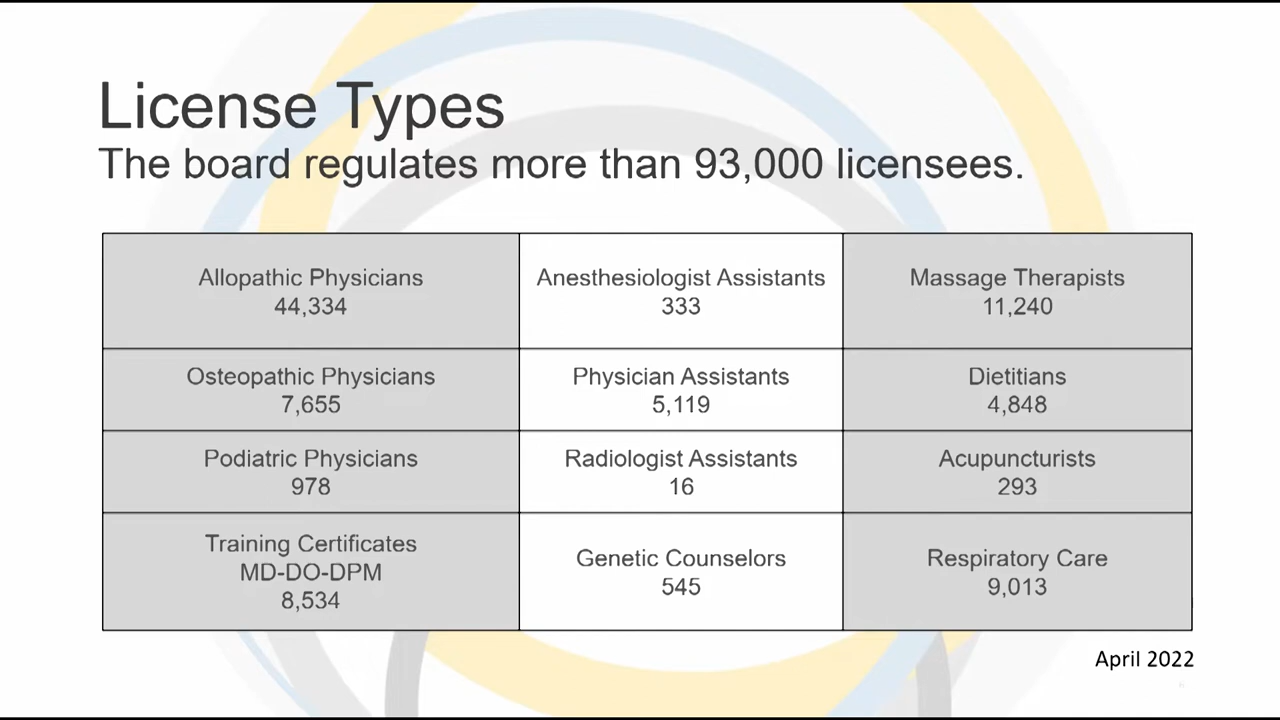 License Types
The board regulates more than 93,000 licensees.
Allopathic Physicians
44,334
Anesthesiologist Assistants
333
Massage Therapists
11,240
Osteopathic Physicians
7,655
Physician Assistants
5,119
Dietitians
4,848
Podiatric Physicians
978
Radiologist Assistants
16
Acupuncturists
293
Training Certificates
MD-DO-DPM
8,534
Genetic Counselors
545
Respiratory Care
9,013
April 2022